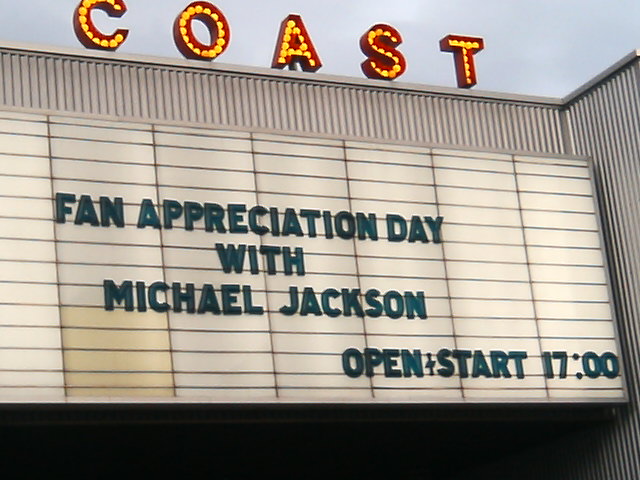 COAST
FAN APPRECIATION DAY
WITH
MICHAEL JACKSON
OPEN & START 17:00